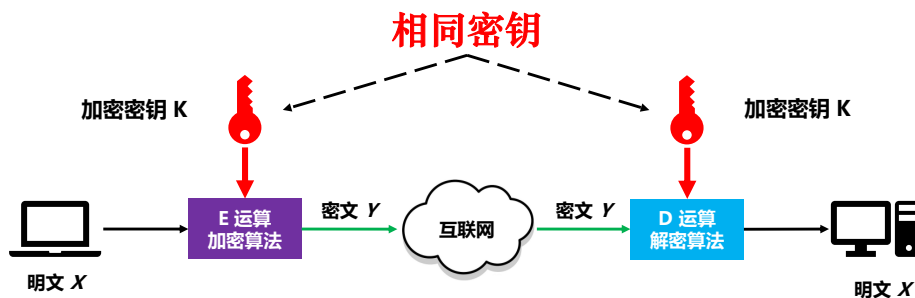 相同密钥
加密密钥 K
加密密钥 K
E 运算
加密算法
密文 Y
互联网
密文 Y
D 运算
解密算法
明文 X
明文 X